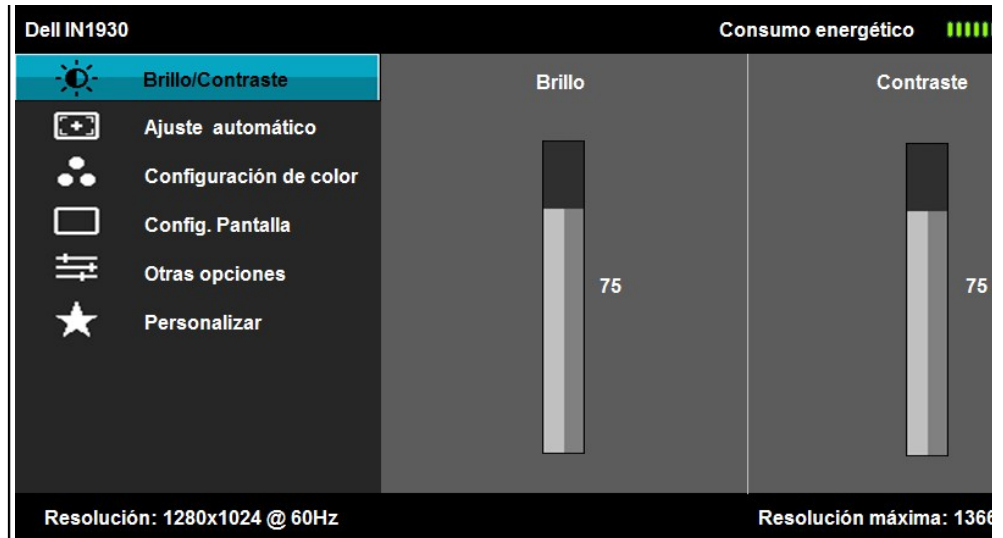 Dell IN1930 Consumo energético
Brillo/Contraste Brillo Contraste
Ajuste automático
Configuración de color
Config. Pantalla
Otras opciones 75 75
Personalizar
Resolución: 1280x1024 @ 60Hz Resolución máxima: 1366